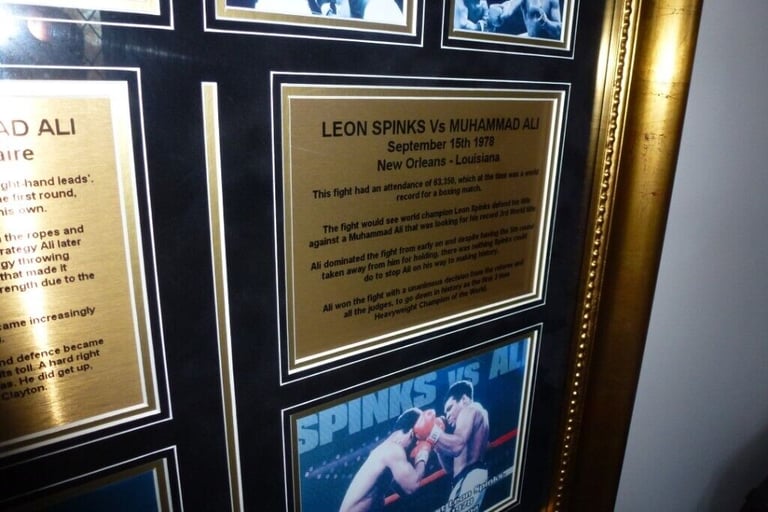 AD ALI
aire
ght-hand leads'.
e first round,
his own.
the ropes and
rategy Ali later
gy throwing
that made it
rength due to the
came increasingly
nd defence became
its toll. A hard right
as. He did get up,
Clayton.
LEON SPINKS Vs MUHAMMAD ALI
September 15th 1978
New Orleans - Louisiana
This fight had an attendance of 63,350, which at the time was a world
record for a boxing match.
The fight would see world champion Leon Spinks defend his title
against a Muhammad Ali that was looking for his record 3rd World title
Ali dominated the fight from early on and despite having the 5th round
taken away from him for holding, there was nothing Spinks could
do to stop Ali on his way to making history.
Ali won the fight with a unanimous decision from the referee and
all the judges, to go down in history as the first 3 time
Heavyweight Champion of the World.
SPINKS VS ALI
Leon Spinks